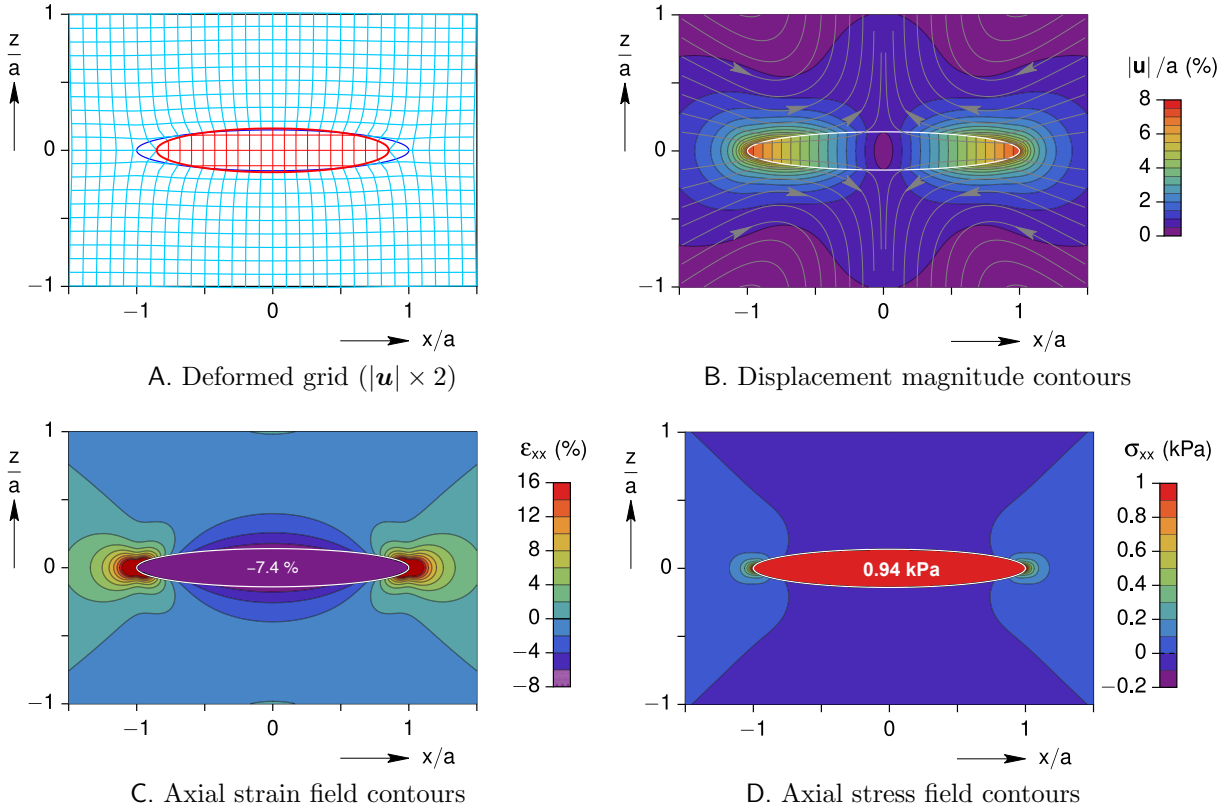 z/a
1
0
−1
−1 0 1
x/a
A. Deformed grid (|u| × 2)
z/a
1
0
−1
−1 0 1
x/a
|u| /a (%)
8
6
4
2
0
B. Displacement magnitude contours
z/a
1
0
−1
−1 0 1
x/a
−7.4 %
εxx (%)
16
12
8
4
0
−4
−8
C. Axial strain field contours
z/a
1
0
−1
−1 0 1
x/a
0.94 kPa
σxx (kPa)
1
0.8
0.6
0.4
0.2
0
−0.2
D. Axial stress field contours